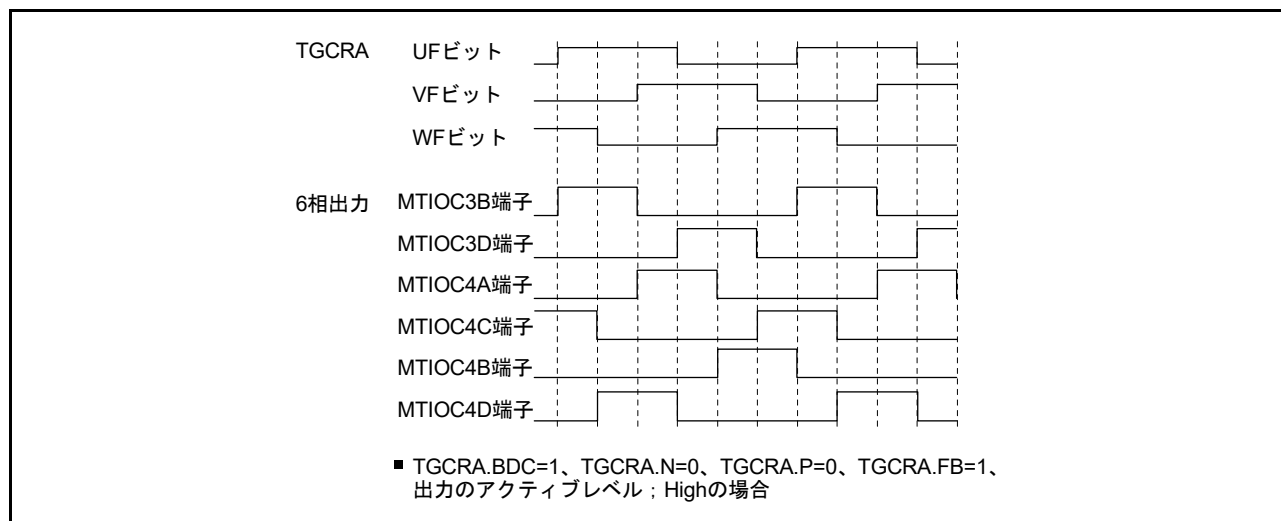 TGCRA UFビット
VFビット
WFビット
6相出力 MTIOC3B端子
MTIOC3D端子
MTIOC4A端子
MTIOC4C端子
MTIOC4B端子
MTIOC4D端子
■ TGCRA.BDC=1、TGCRA.N=0、TGCRA.P=0、TGCRA.FB=1、
出力のアクティブレベル；Highの場合